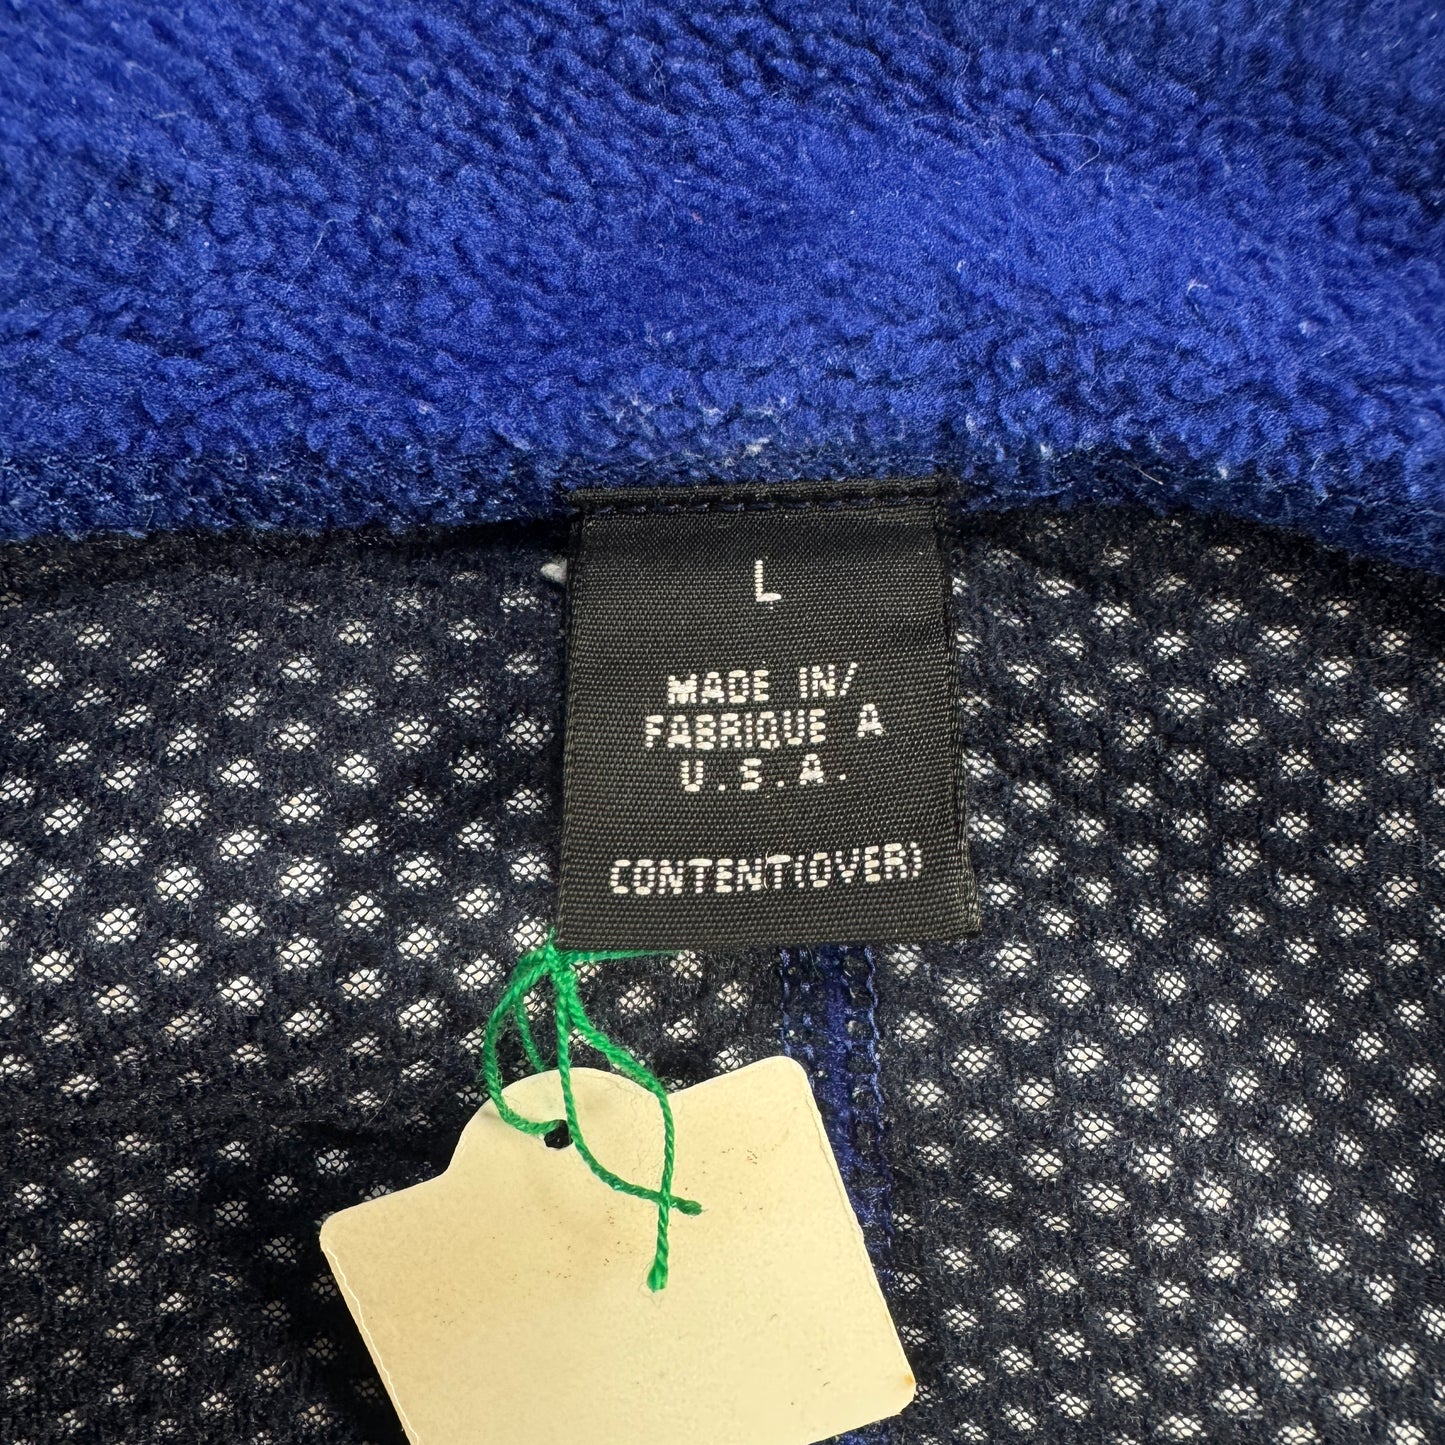 L
MADE IN/
FABRIQUE A
U.S.A.
CONTENT(OVER)